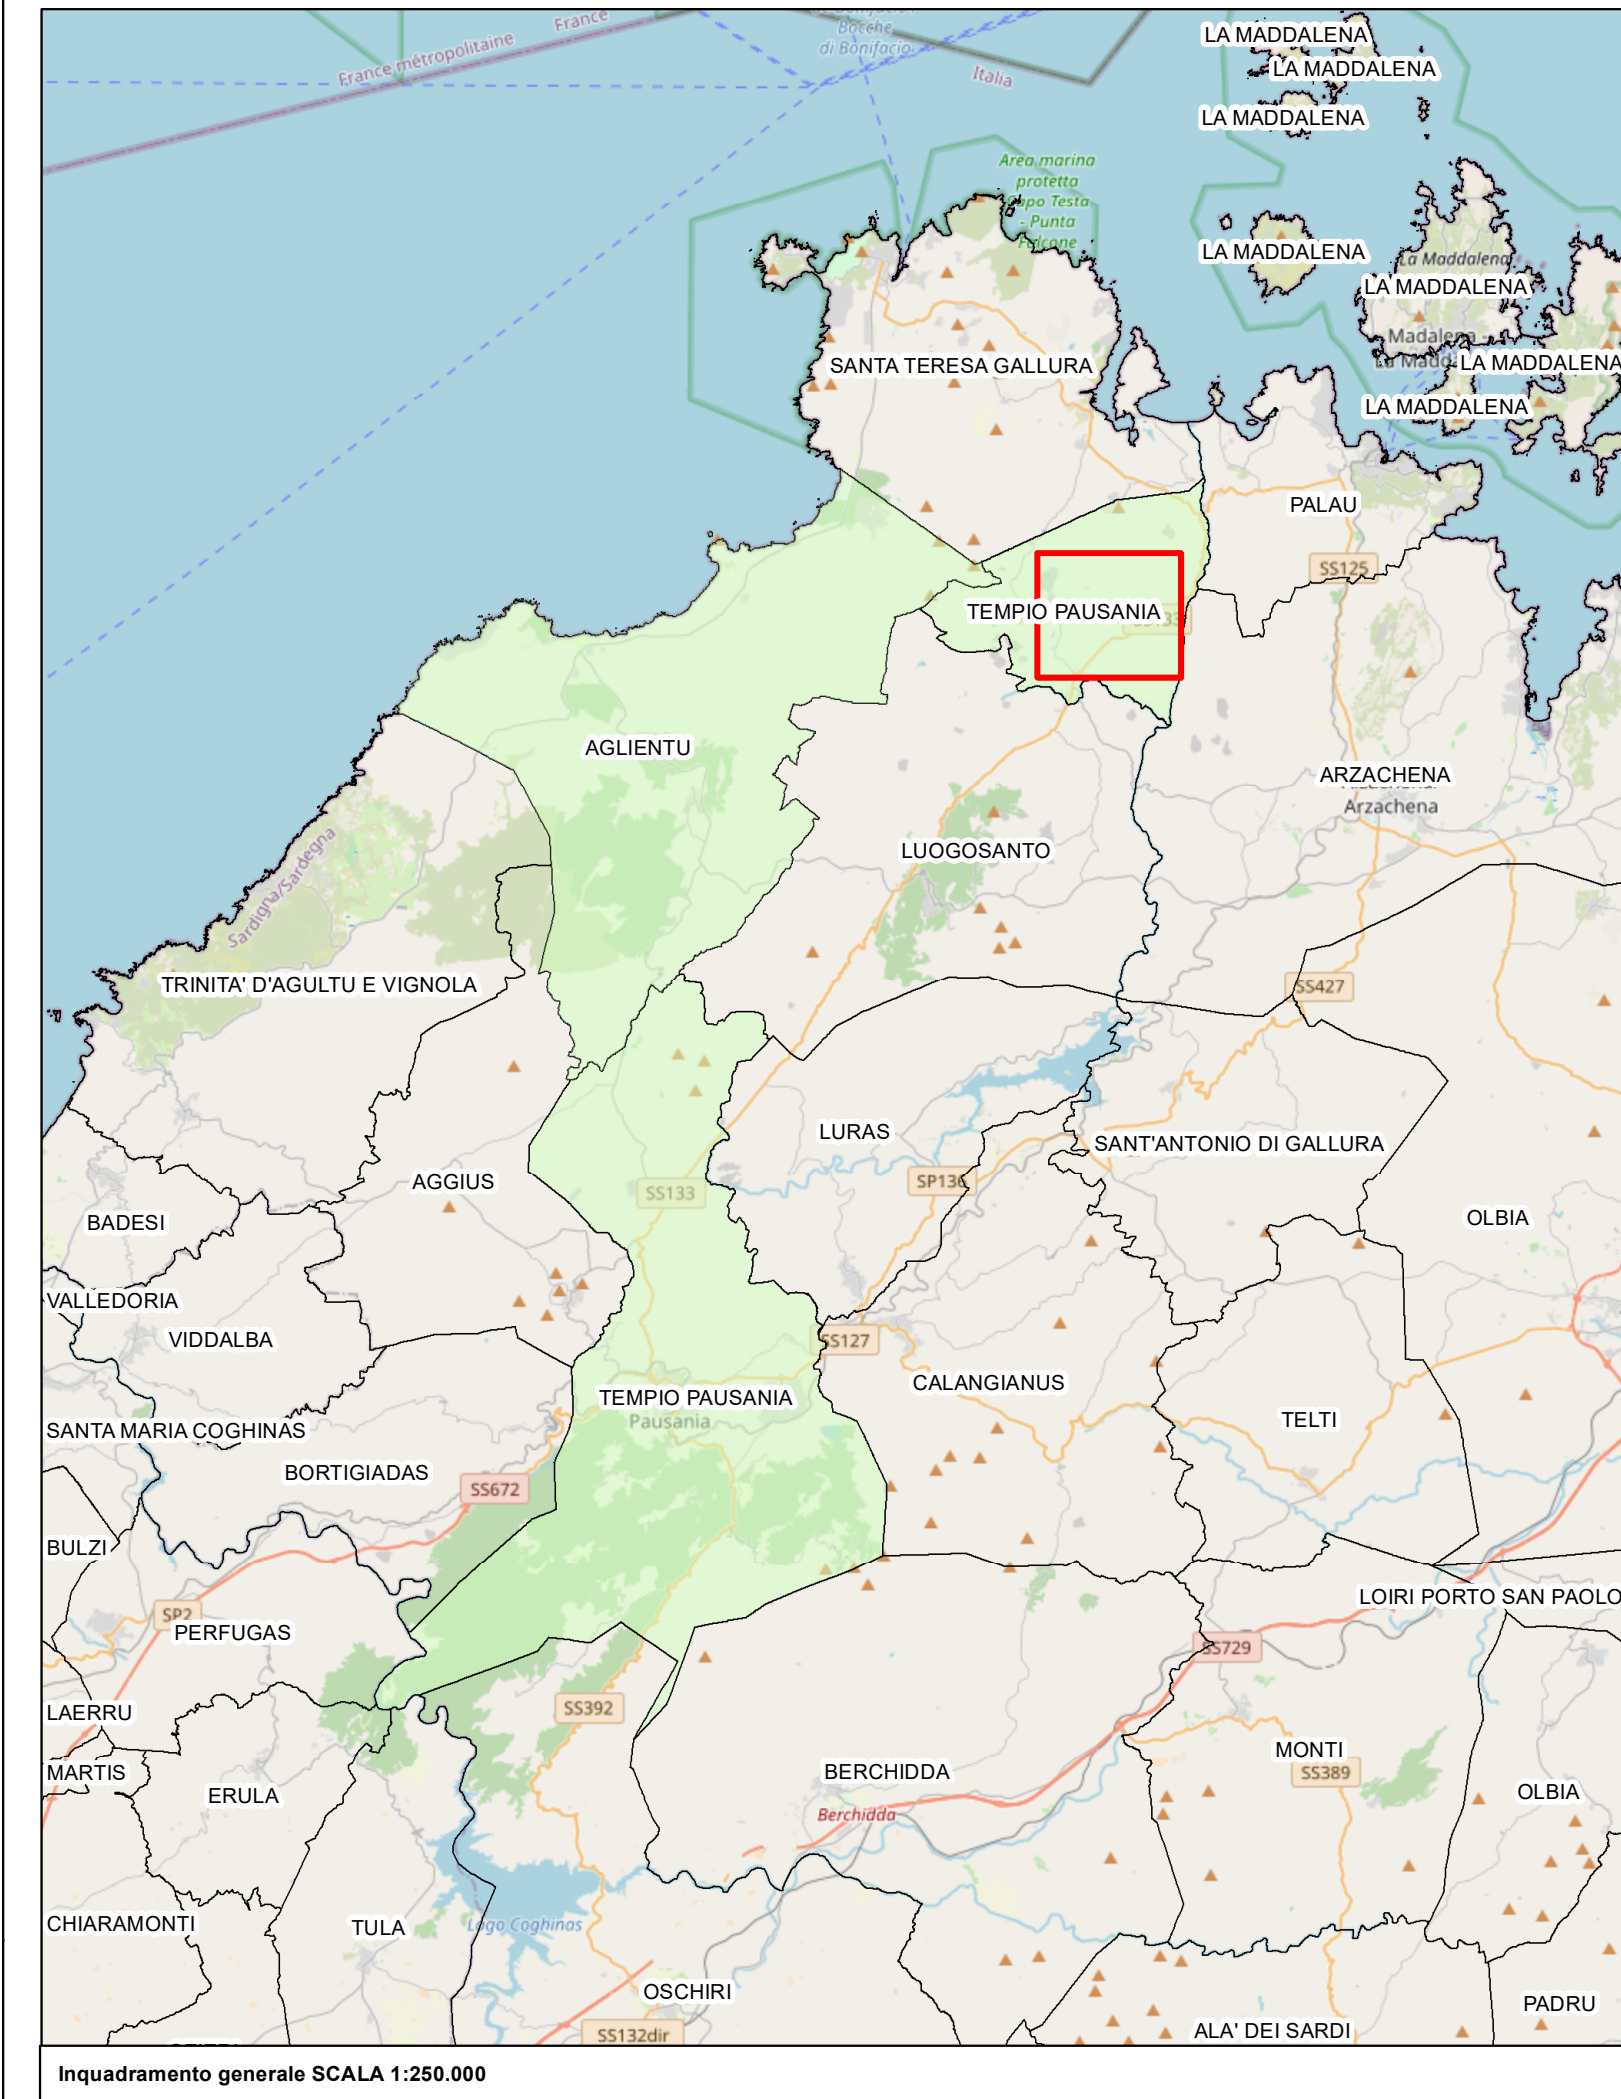 France
France métropolitaine
Bocche
di Bonifacio
Italia
LA MADDALENA
LA MADDALENA
LA MADDALENA
Area marina
protetta
Capo Testa
- Punta
Falcone
LA MADDALENA
La Maddalena
LA MADDALENA
Madalena -
La Madd
LA MADDALENA
LA MADDALENA
SANTA TERESA GALLURA
PALAU
SS125
TEMPIO PAUSANIA
AGLIENTU
ARZACHENA
Arzachena
LUOGOSANTO
Sardigna/Sardegna
TRINITA' D'AGULTU E VIGNOLA
SS427
LURAS
SANT'ANTONIO DI GALLURA
AGGIUS
SS133
SP136
BADESI
OLBIA
VALLEDORIA
VIDDALBA
SS127
CALANGIANUS
TEMPIO PAUSANIA
Pausania
TELTI
SANTA MARIA COGHINAS
BORTIGIADAS
SS672
BULZI
LOIRI PORTO SAN PAOLO
SP2
PERFUGAS
SS729
LAERRU
SS392
MONTI
MARTIS
BERCHIDDA
SS389
ERULA
OLBIA
Berchidda
CHIARAMONTI
TULA
Lago Coghinas
OSCHIRI
PADRU
SS132dir
ALA' DEI SARDI
Inquadramento generale SCALA 1:250.000